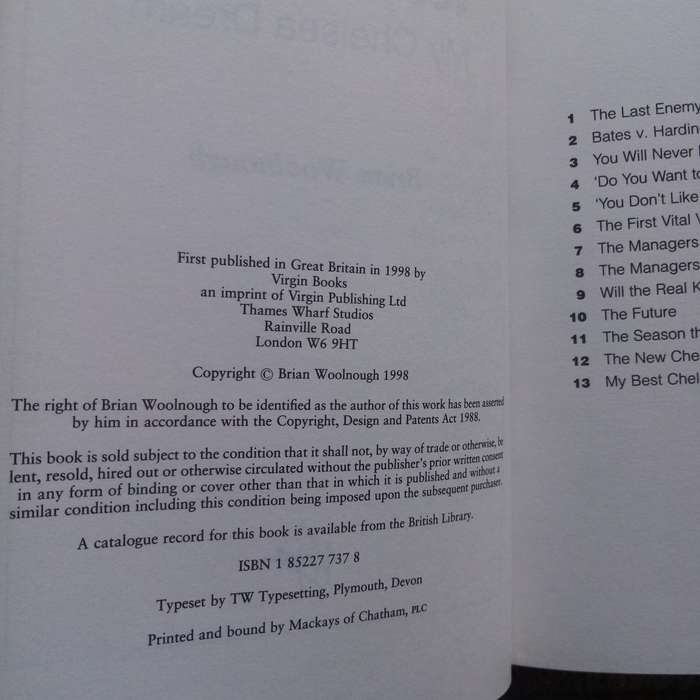 First published in Great Britain in 1998 by
Virgin Books
an imprint of Virgin Publishing Ltd
Thames Wharf Studios
Rainville Road
London W6 9HT
Copyright © Brian Woolnough 1998
The right of Brian Woolnough to be identified as the author of this work has been asserted
by him in accordance with the Copyright, Design and Patents Act 1988.
This book is sold subject to the condition that it shall not, by way of trade or otherwise, be
lent, resold, hired out or otherwise circulated without the publisher's prior written consent
in any form of binding or cover other than that in which it is published and without a
similar condition including this condition being imposed upon the subsequent purchaser.
A catalogue record for this book is available from the British Library.
ISBN 1 85227 737 8
Typeset by TW Typesetting, Plymouth, Devon
Printed and bound by Mackays of Chatham, PLC
1 The Last Enemy
2 Bates v. Hardin
3 You Will Never
4 'Do You Want to
5 'You Don't Like
6 The First Vital
7 The Managers
8 The Managers
9 Will the Real
10 The Future
11 The Season th
12 The New Che
13 My Best Chel